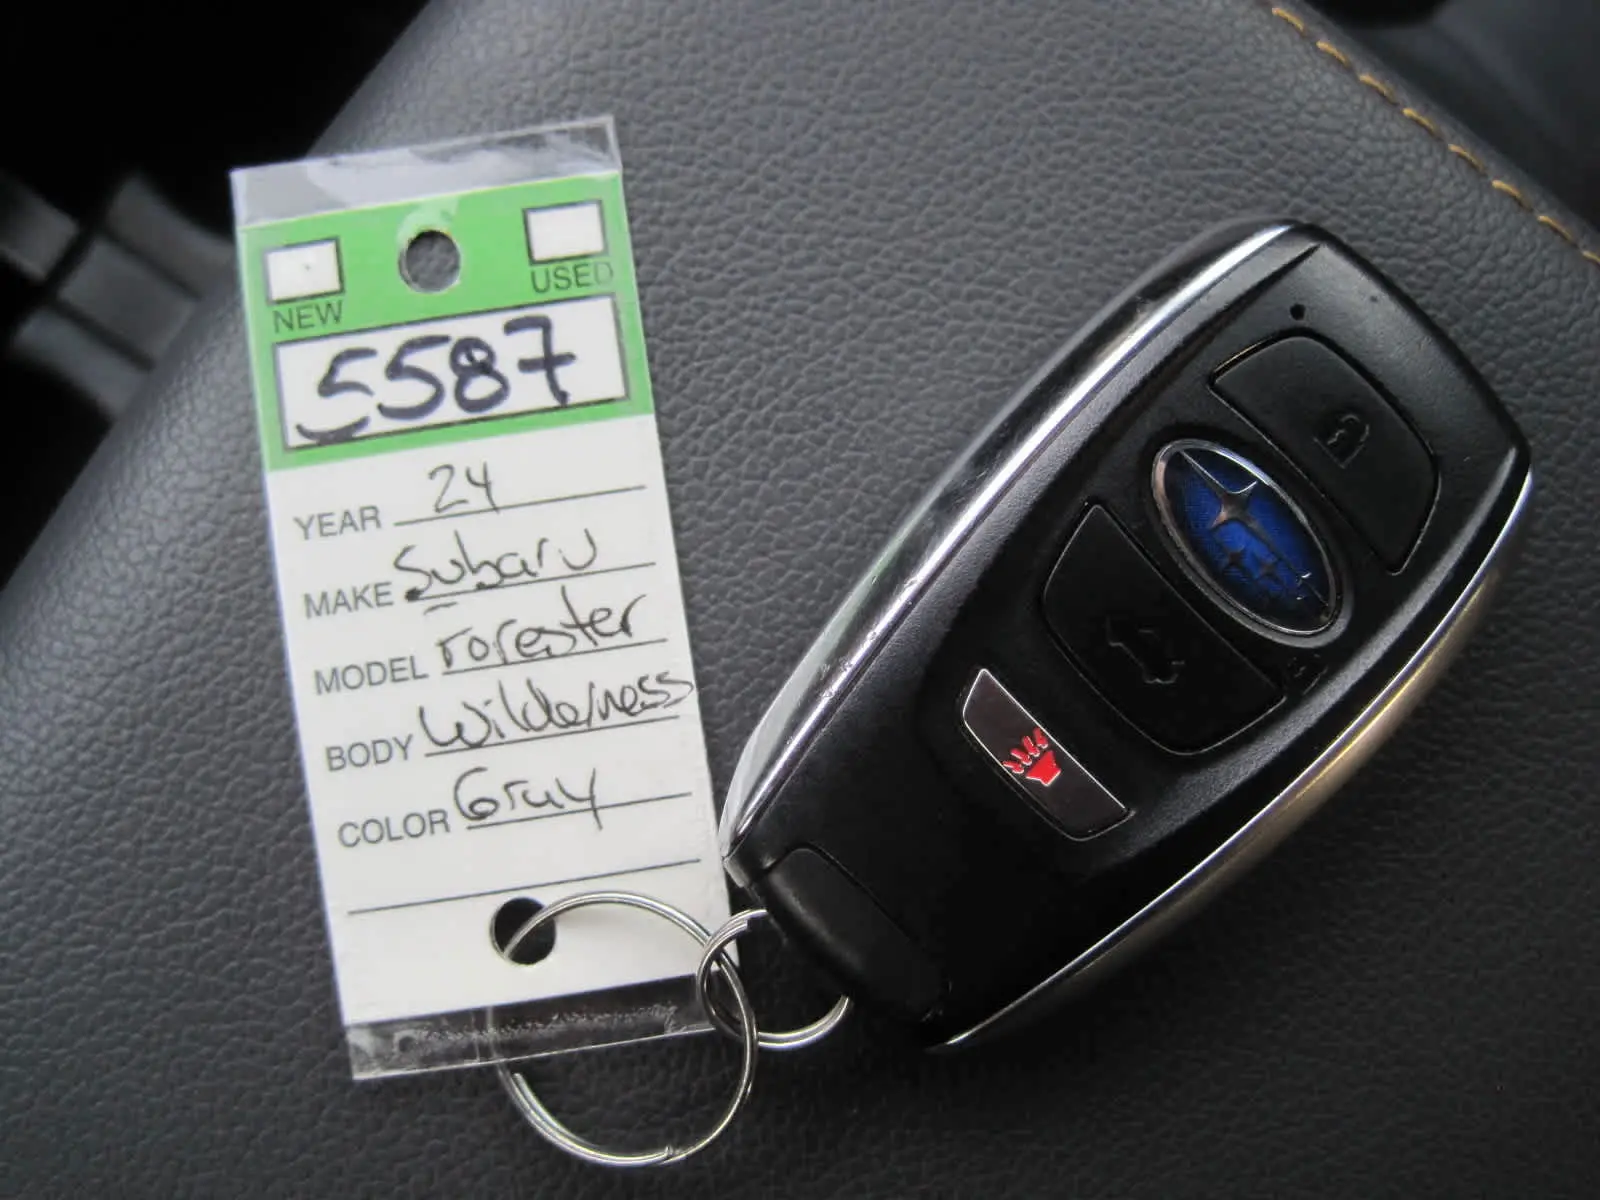 NEW USED
5587
YEAR 24
MAKE Subaru
MODEL Forester
BODY Wilderness
COLOR Gray